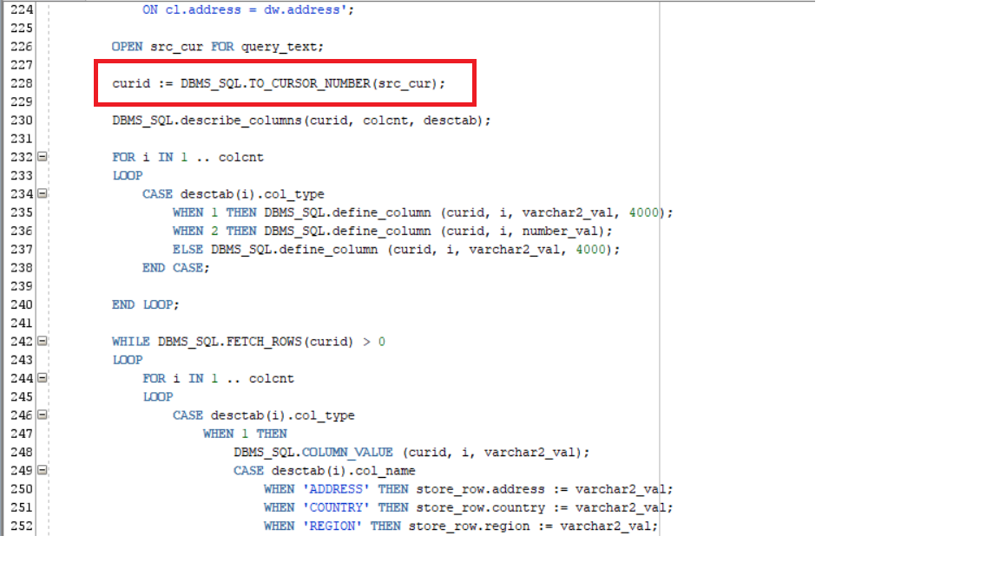 224 ON cl.address = dw.address';
225
226 OPEN src_cur FOR query_text;
227
228 curid := DBMS_SQL.TO_CURSOR_NUMBER(src_cur);
229
230 DBMS_SQL.describe_columns(curid, colcnt, desctab);
231
232 FOR i IN 1 .. colcnt
233 LOOP
234 CASE desctab(i).col_type
235 WHEN 1 THEN DBMS_SQL.define_column (curid, i, varchar2_val, 4000);
236 WHEN 2 THEN DBMS_SQL.define_column (curid, i, number_val);
237 ELSE DBMS_SQL.define_column (curid, i, varchar2_val, 4000);
238 END CASE;
239
240 END LOOP;
241
242 WHILE DBMS_SQL.FETCH_ROWS(curid) > 0
243 LOOP
244 FOR i IN 1 .. colcnt
245 LOOP
246 CASE desctab(i).col_type
247 WHEN 1 THEN
248 DBMS_SQL.COLUMN_VALUE (curid, i, varchar2_val);
249 CASE desctab(i).col_name
250 WHEN 'ADDRESS' THEN store_row.address := varchar2_val;
251 WHEN 'COUNTRY' THEN store_row.country := varchar2_val;
252 WHEN 'REGION' THEN store_row.region := varchar2_val;